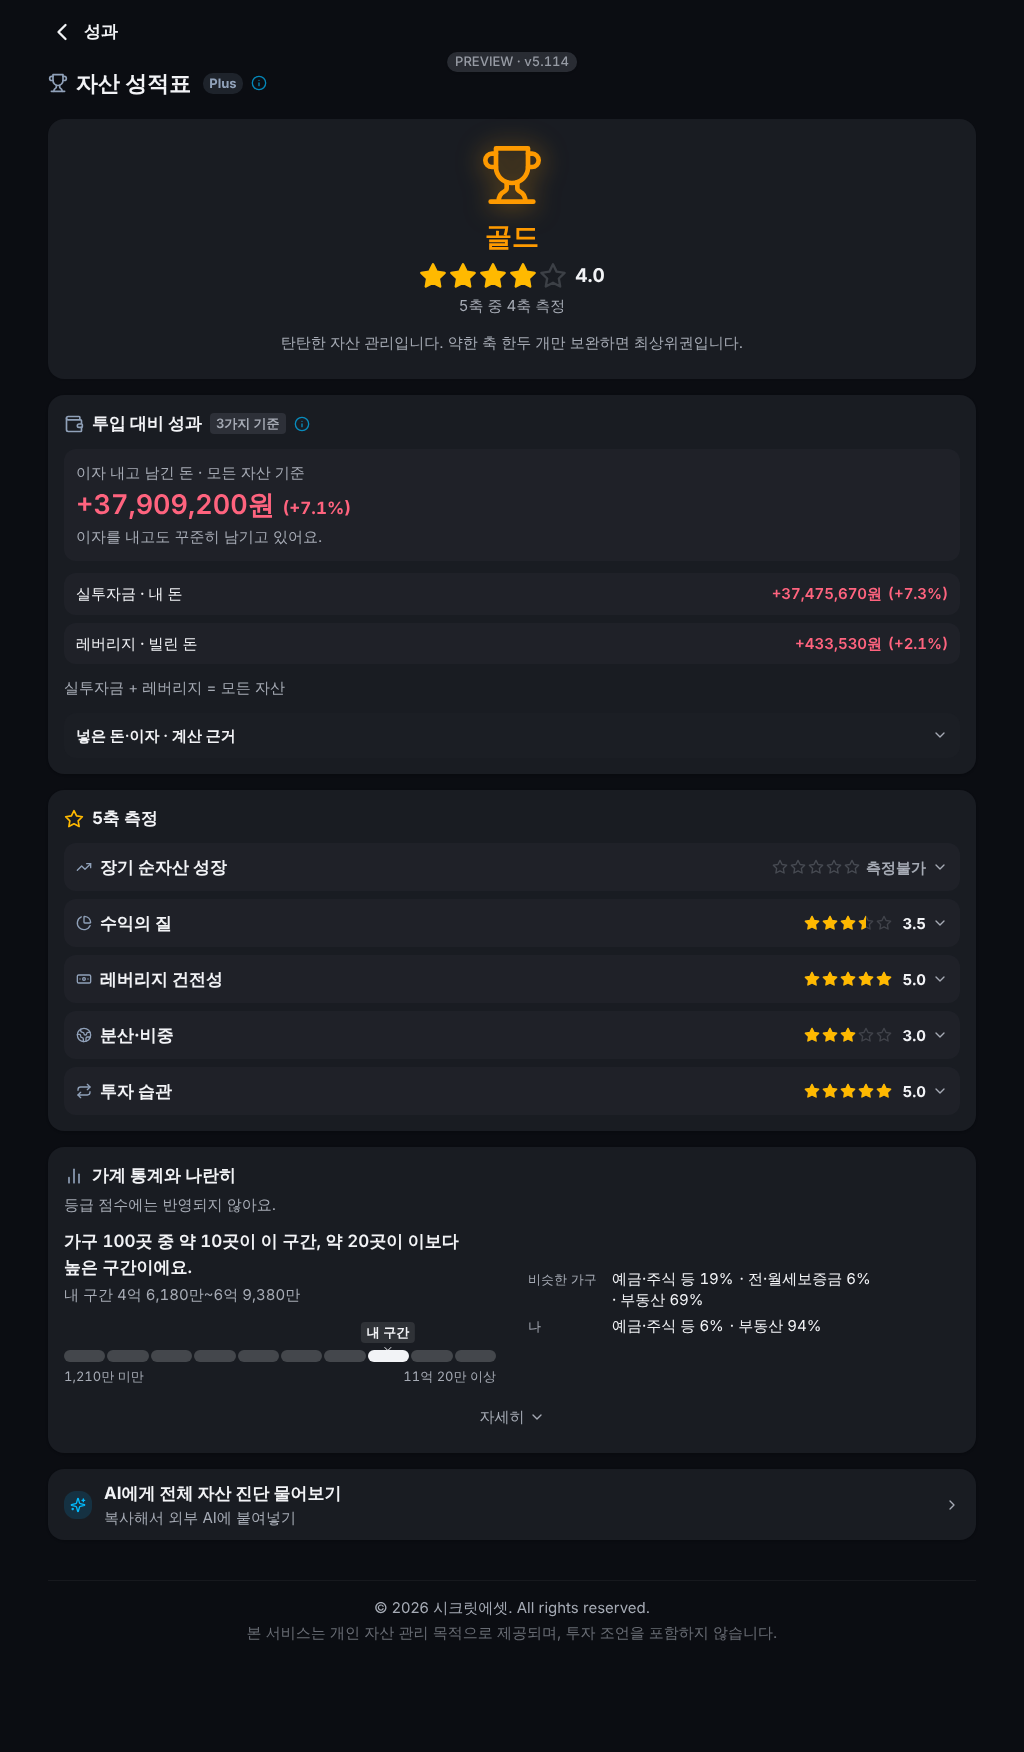 성과
PREVIEW · v5.114
자산 성적표 Plus
골드
4.0
5축 중 4축 측정
탄탄한 자산 관리입니다. 약한 축 한두 개만 보완하면 최상위권입니다.
투입 대비 성과 3가지 기준
이자 내고 남긴 돈 · 모든 자산 기준
+37,909,200원 (+7.1%)
이자를 내고도 꾸준히 남기고 있어요.
실투자금 · 내 돈 +37,475,670원 (+7.3%)
레버리지 · 빌린 돈 +433,530원 (+2.1%)
실투자금 + 레버리지 = 모든 자산
넣은 돈·이자 · 계산 근거
5축 측정
장기 순자산 성장 측정불가
수익의 질 3.5
레버리지 건전성 5.0
분산·비중 3.0
투자 습관 5.0
가계 통계와 나란히
등급 점수에는 반영되지 않아요.
가구 100곳 중 약 10곳이 이 구간, 약 20곳이 이보다
높은 구간이에요.
내 구간 4억 6,180만~6억 9,380만
내 구간
1,210만 미만 11억 20만 이상
비슷한 가구 예금·주식 등 19% · 전·월세보증금 6%
· 부동산 69%
나 예금·주식 등 6% · 부동산 94%
자세히
AI에게 전체 자산 진단 물어보기
복사해서 외부 AI에 붙여넣기
© 2026 시크릿에셋. All rights reserved.
본 서비스는 개인 자산 관리 목적으로 제공되며, 투자 조언을 포함하지 않습니다.